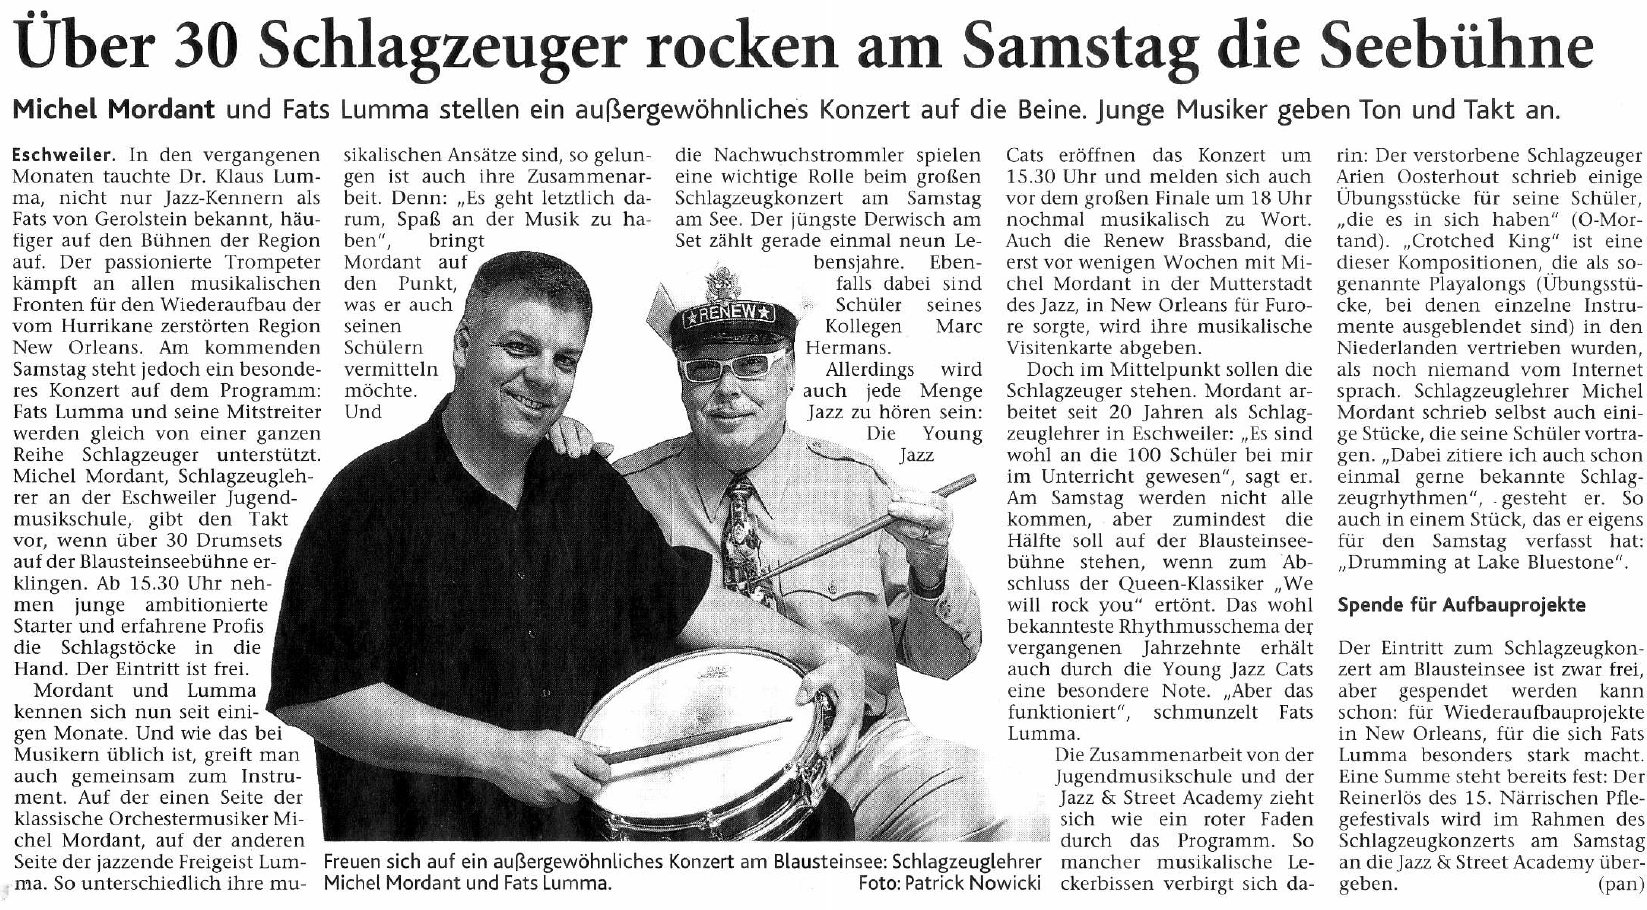 Über 30 Schlagzeuger rocken am Samstag die Seebühne
Michel Mordant und Fats Lumma stellen ein außergewöhnliches Konzert auf die Beine. Junge Musiker geben Ton und Takt an.
Eschweiler. In den vergangenen
Monaten tauchte Dr. Klaus Lum-
ma, nicht nur Jazz-Kennern als
Fats von Gerolstein bekannt, häu-
figer auf den Bühnen der Region
auf. Der passionierte Trompeter
kämpft an allen musikalischen
Fronten für den Wiederaufbau der
vom Hurrikane zerstörten Region
New Orleans. Am kommenden
Samstag steht jedoch ein besonde-
res Konzert auf dem Programm:
Fats Lumma und seine Mitstreiter
werden gleich von einer ganzen
Reihe Schlagzeuger unterstützt.
Michel Mordant, Schlagzeugleh-
rer an der Eschweiler Jugend-
musikschule, gibt den Takt
vor, wenn über 30 Drumsets
auf der Blausteinseebühne er-
klingen. Ab 15.30 Uhr neh-
men junge ambitionierte
Starter und erfahrene Profis
die Schlagstöcke in die
Hand. Der Eintritt ist frei.
Mordant und Lumma
kennen sich nun seit eini-
gen Monate. Und wie das bei
Musikern üblich ist, greift man
auch gemeinsam zum Instru-
ment. Auf der einen Seite der
klassische Orchestermusiker Mi-
chel Mordant, auf der anderen
Seite der jazzende Freigeist Lum-
ma. So unterschiedlich ihre mu-
sikalischen Ansätze sind, so gelun-
gen ist auch ihre Zusammenar-
beit. Denn: „Es geht letztlich da-
rum, Spaß an der Musik zu ha-
ben“, bringt
Mordant auf
den Punkt,
was er auch
seinen
Schülern
vermitteln
möchte.
Und
die Nachwuchstrommler spielen
eine wichtige Rolle beim großen
Schlagzeugkonzert am Samstag
am See. Der jüngste Derwisch am
Set zählt gerade einmal neun Le-
bensjahre. Eben-
falls dabei sind
Schüler seines
Kollegen Marc
Hermans.
Allerdings wird
auch jede Menge
Jazz zu hören sein:
Die Young
Jazz
★RENEW★
Freuen sich auf ein außergewöhnliches Konzert am Blausteinsee: Schlagzeuglehrer
Michel Mordant und Fats Lumma. Foto: Patrick Nowicki
Cats eröffnen das Konzert um
15.30 Uhr und melden sich auch
vor dem großen Finale um 18 Uhr
nochmal musikalisch zu Wort.
Auch die Renew Brassband, die
erst vor wenigen Wochen mit Mi-
chel Mordant in der Mutterstadt
des Jazz, in New Orleans für Furo-
re sorgte, wird ihre musikalische
Visitenkarte abgeben.
Doch im Mittelpunkt sollen die
Schlagzeuger stehen. Mordant ar-
beitet seit 20 Jahren als Schlag-
zeuglehrer in Eschweiler: „Es sind
wohl an die 100 Schüler bei mir
im Unterricht gewesen“, sagt er.
Am Samstag werden nicht alle
kommen, aber zumindest die
Hälfte soll auf der Blausteinsee-
bühne stehen, wenn zum Ab-
schluss der Queen-Klassiker „We
will rock you“ ertönt. Das wohl
bekannteste Rhythmusschema der
vergangenen Jahrzehnte erhält
auch durch die Young Jazz Cats
eine besondere Note. „Aber das
funktioniert“, schmunzelt Fats
Lumma.
Die Zusammenarbeit von der
Jugendmusikschule und der
Jazz & Street Academy zieht
sich wie ein roter Faden
durch das Programm. So
mancher musikalische Le-
ckerbissen verbirgt sich da-
rin: Der verstorbene Schlagzeuger
Arien Oosterhout schrieb einige
Übungsstücke für seine Schüler,
„die es in sich haben“ (O-Mor-
tand). „Crotched King“ ist eine
dieser Kompositionen, die als so-
genannte Playalongs (Übungsstü-
cke, bei denen einzelne Instru-
mente ausgeblendet sind) in den
Niederlanden vertrieben wurden,
als noch niemand vom Internet
sprach. Schlagzeuglehrer Michel
Mordant schrieb selbst auch eini-
ge Stücke, die seine Schüler vortra-
gen. „Dabei zitiere ich auch schon
einmal gerne bekannte Schlag-
zeugrhythmen“, gesteht er. So
auch in einem Stück, das er eigens
für den Samstag verfasst hat:
„Drumming at Lake Bluestone“.
Spende für Aufbauprojekte
Der Eintritt zum Schlagzeugkon-
zert am Blausteinsee ist zwar frei,
aber gespendet werden kann
schon: für Wiederaufbauprojekte
in New Orleans, für die sich Fats
Lumma besonders stark macht.
Eine Summe steht bereits fest: Der
Reinerlös des 15. Närrischen Pfle-
gefestivals wird im Rahmen des
Schlagzeugkonzerts am Samstag
an die Jazz & Street Academy über-
geben. (pan)